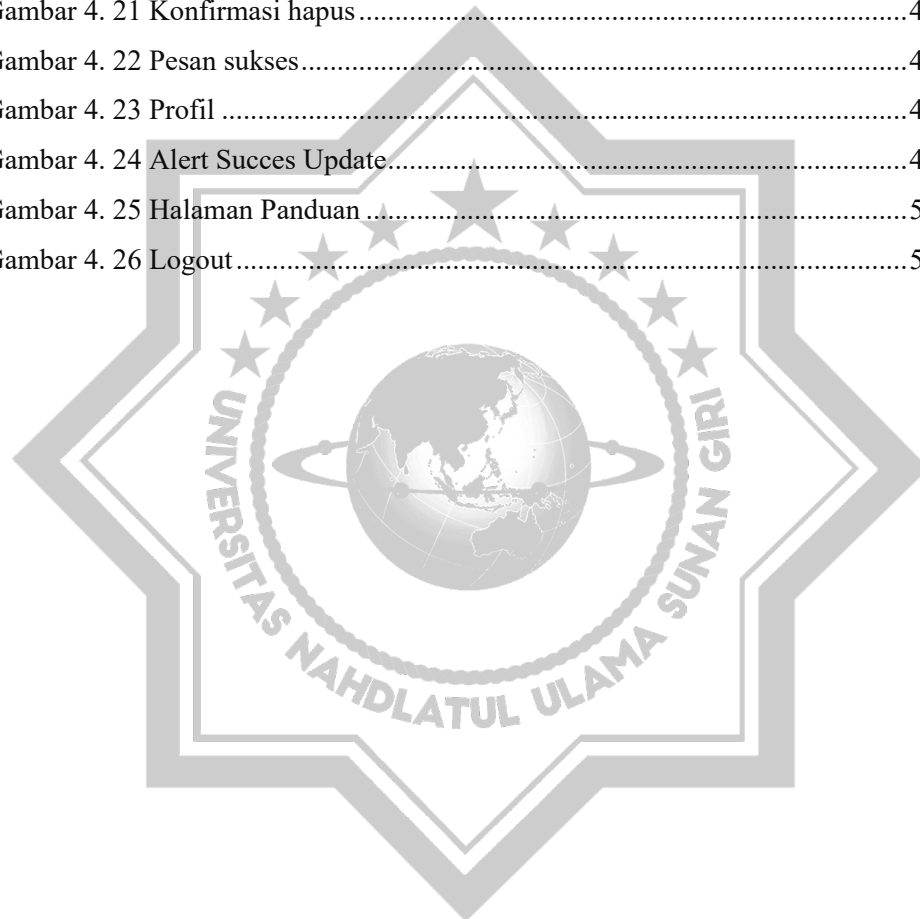 Gambar 4. 21 Konfirmasi hapus....................................................................................4
Gambar 4. 22 Pesan sukses............................................................................................4
Gambar 4. 23 Profil .......................................................................................................4
Gambar 4. 24 Alert Succes Update................................................................................4
Gambar 4. 25 Halaman Panduan ...................................................................................5
Gambar 4. 26 Logout.....................................................................................................5
UNIVERSITAS NAHDLATUL ULAMA SUNAN GIRI